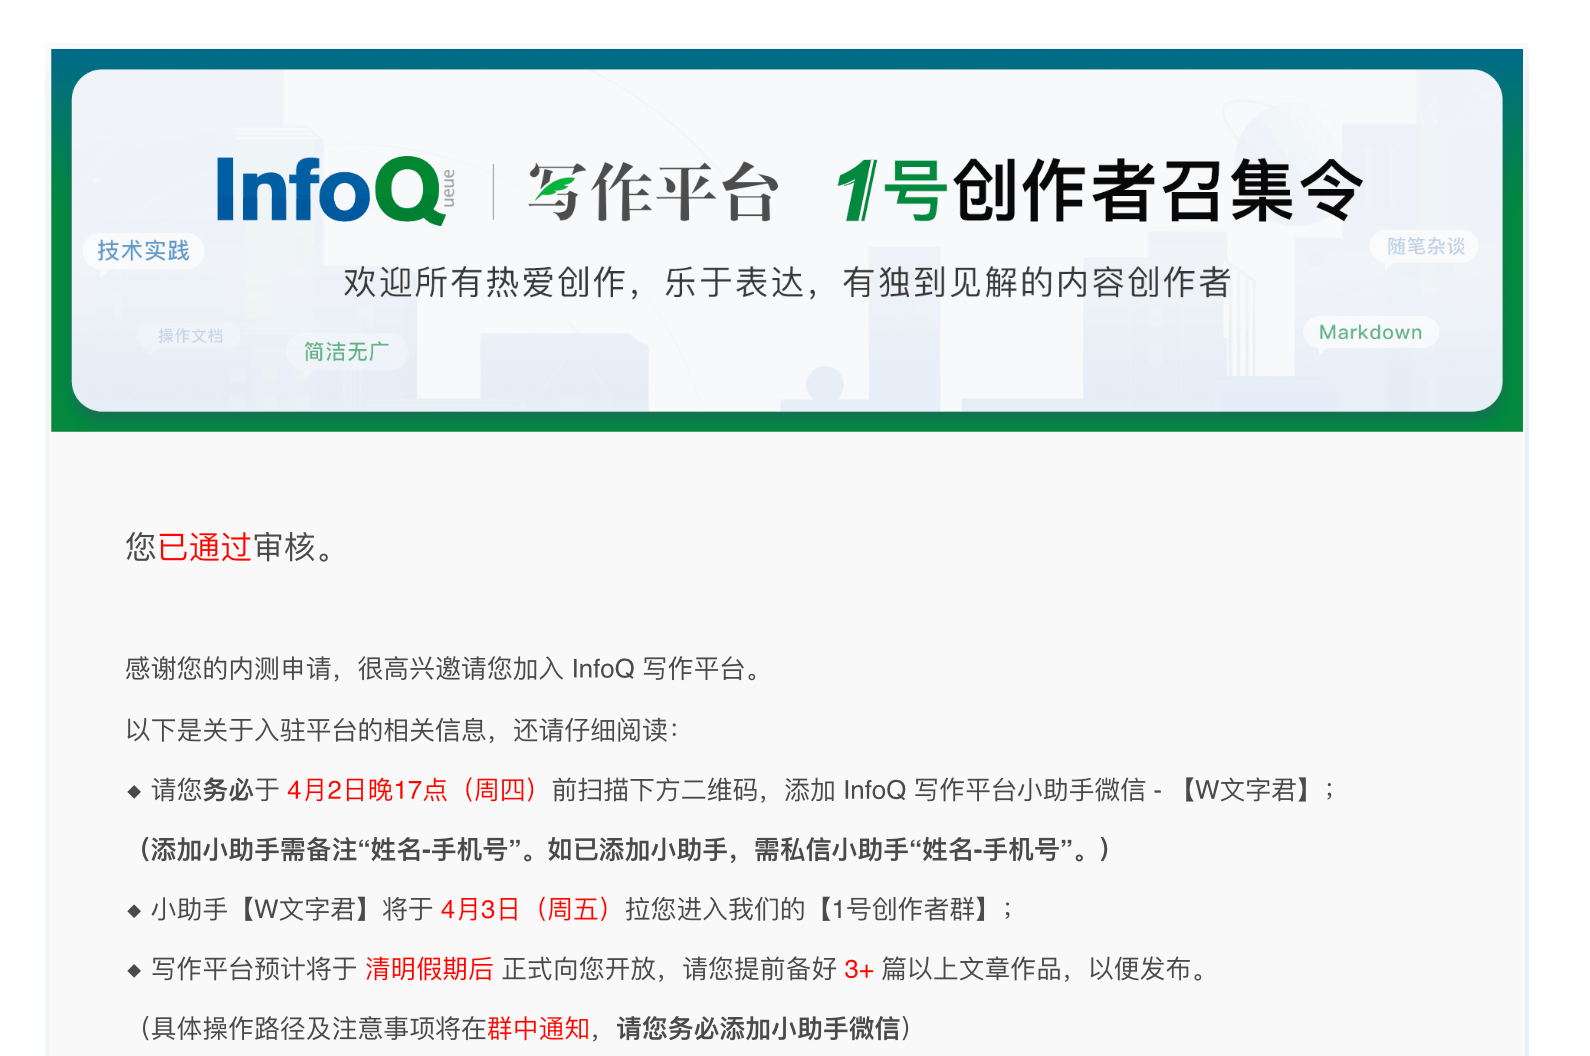 InfoQueue | 写作平台 1号创作者召集令
技术实践
随笔杂谈
欢迎所有热爱创作，乐于表达，有独到见解的内容创作者
操作文档
简洁无广
Markdown
您已通过审核。
感谢您的内测申请，很高兴邀请您加入 InfoQ 写作平台。
以下是关于入驻平台的相关信息，还请仔细阅读：
◆ 请您务必于 4月2日晚17点（周四）前扫描下方二维码，添加 InfoQ 写作平台小助手微信 - 【W文字君】；
（添加小助手需备注“姓名-手机号”。如已添加小助手，需私信小助手“姓名-手机号”。）
◆ 小助手【W文字君】将于 4月3日（周五）拉您进入我们的【1号创作者群】；
◆ 写作平台预计将于 清明假期后 正式向您开放，请您提前备好 3+ 篇以上文章作品，以便发布。
（具体操作路径及注意事项将在群中通知，请您务必添加小助手微信）